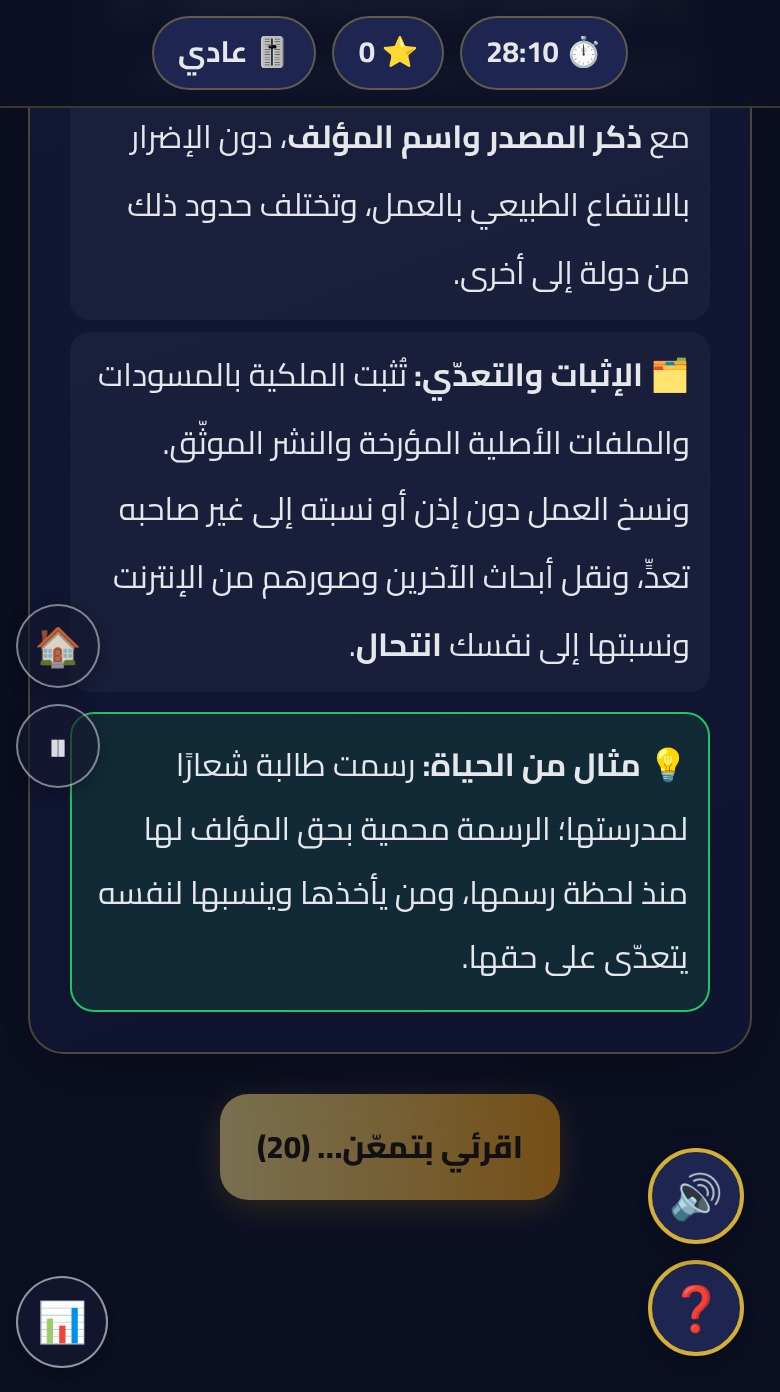 ⏱️ 28:10
⭐ 0
🎚️ عادي
مع ذكر المصدر واسم المؤلف، دون الإضرار
بالانتفاع الطبيعي بالعمل، وتختلف حدود ذلك
من دولة إلى أخرى.
🗂️ الإثبات والتعدّي: تُثبت الملكية بالمسودات
والملفات الأصلية المؤرخة والنشر الموثّق.
ونسخ العمل دون إذن أو نسبته إلى غير صاحبه
تعدٍّ، ونقل أبحاث الآخرين وصورهم من الإنترنت
ونسبتها إلى نفسك انتحال.
💡 مثال من الحياة: رسمت طالبة شعارًا
لمدرستها؛ الرسمة محمية بحق المؤلف لها
منذ لحظة رسمها، ومن يأخذها وينسبها لنفسه
يتعدّى على حقها.
اقرئي بتمعّن... (20)